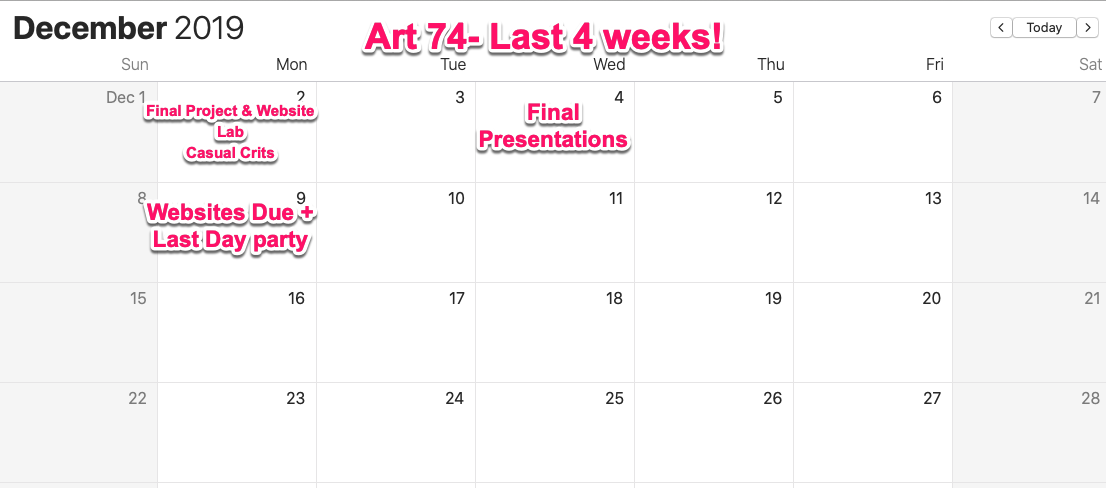 December 2019
Art 74- Last 4 weeks!
< Today >
Sun Mon Tue Wed Thu Fri Sat
Dec 1 2 3 4 5 6 7
Final Project & Website
Lab
Casual Crits
Final
Presentations
8 9 10 11 12 13 14
Websites Due +
Last Day party
15 16 17 18 19 20 21
22 23 24 25 26 27 28